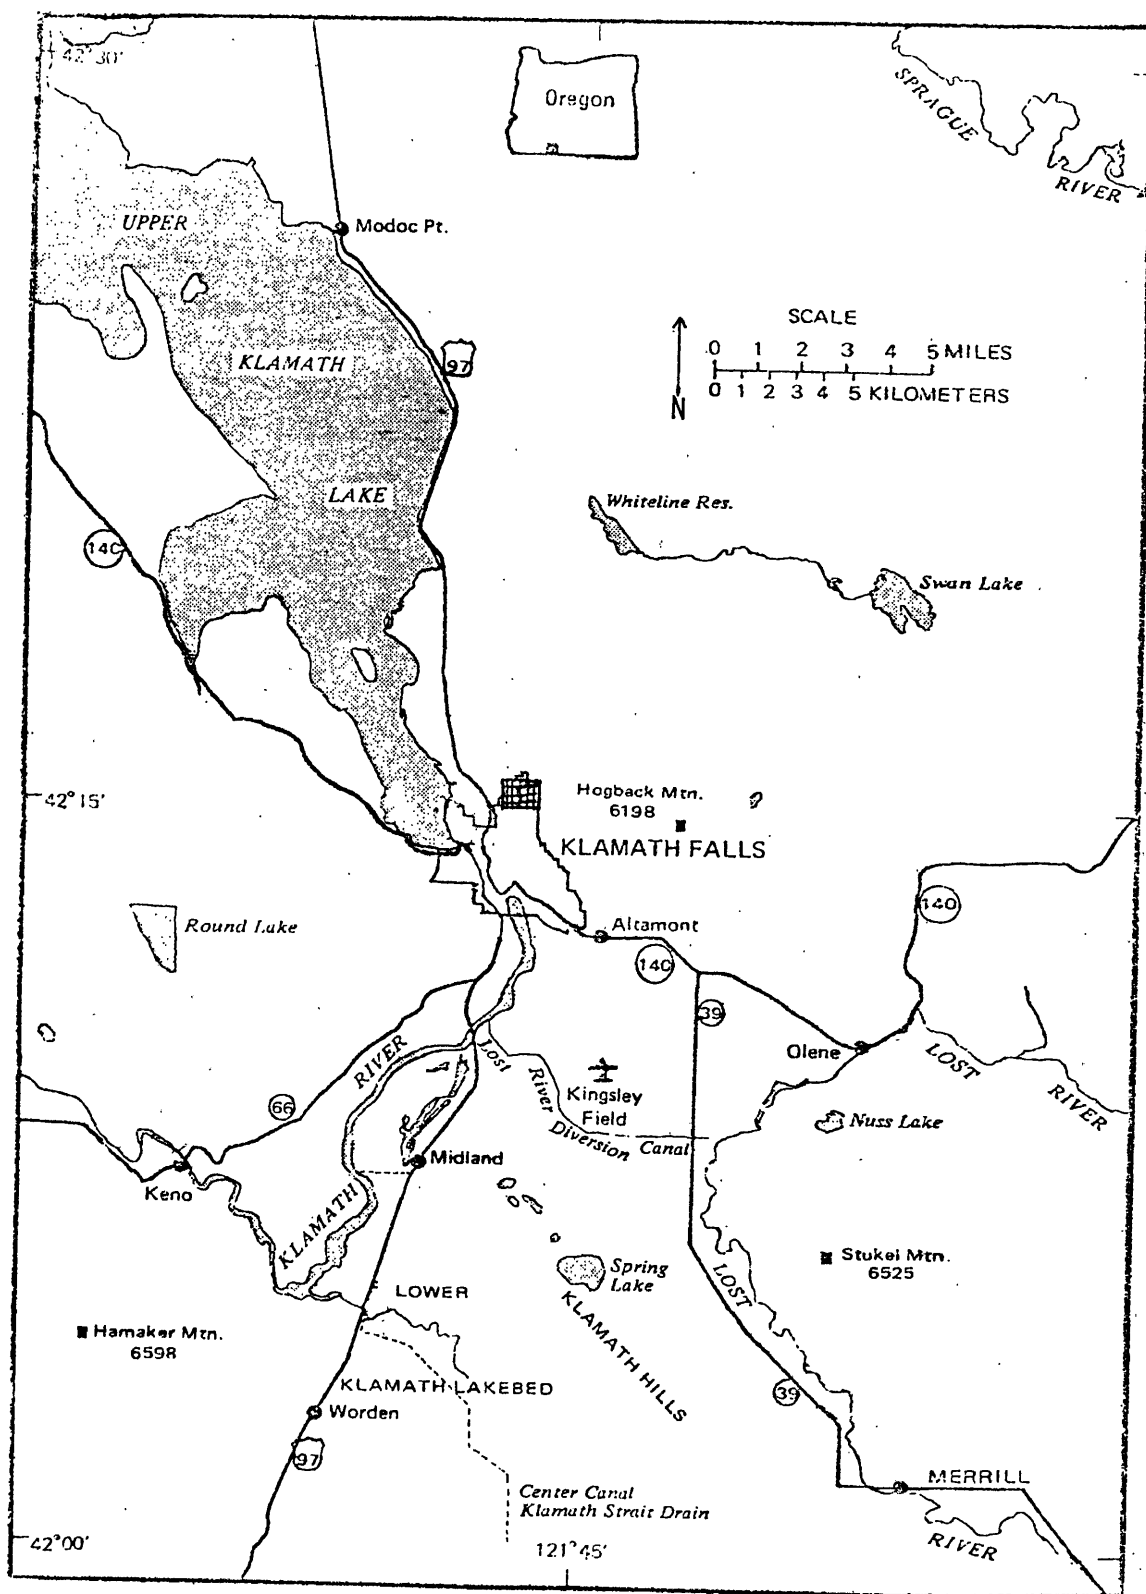 42°30'
Oregon
SPRAGUE
RIVER
UPPER
Modoc Pt.
SCALE
0 1 2 3 4 5 MILES
0 1 2 3 4 5 KILOMETERS
N
KLAMATH
97
LAKE
Whiteline Res.
140
Swan Lake
42°15'
Hogback Mtn.
6198
KLAMATH FALLS
140
Round Lake
Altamont
140
39
Olene
LOST
RIVER
RIVER
LOST
River
Diversion Canal
Kingsley
Field
66
Nuss Lake
Midland
Keno
KLAMATH
Stukel Mtn.
6525
Spring
Lake
LOST
LOWER
KLAMATH HILLS
Hamaker Mtn.
6598
KLAMATH LAKEBED
39
Worden
97
MERRILL
Center Canal
Klamath Strait Drain
RIVER
42°00'
121°45'